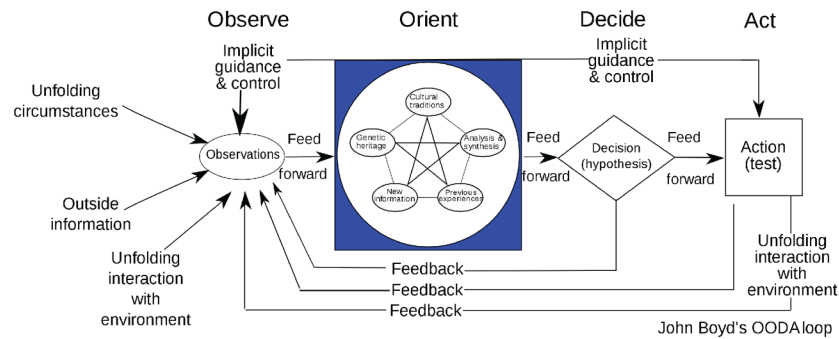 Observe
Orient
Decide
Act
Implicit
guidance
& control
Implicit
guidance
& control
Unfolding
circumstances
Outside
information
Unfolding
interaction
with
environment
Observations
Feed
forward
Cultural
traditions
Genetic
heritage
Analysis &
synthesis
New
information
Previous
experiences
Feed
forward
Decision
(hypothesis)
Feed
forward
Action
(test)
Unfolding
interaction
with
environment
Feedback
Feedback
Feedback
John Boyd's OODA loop